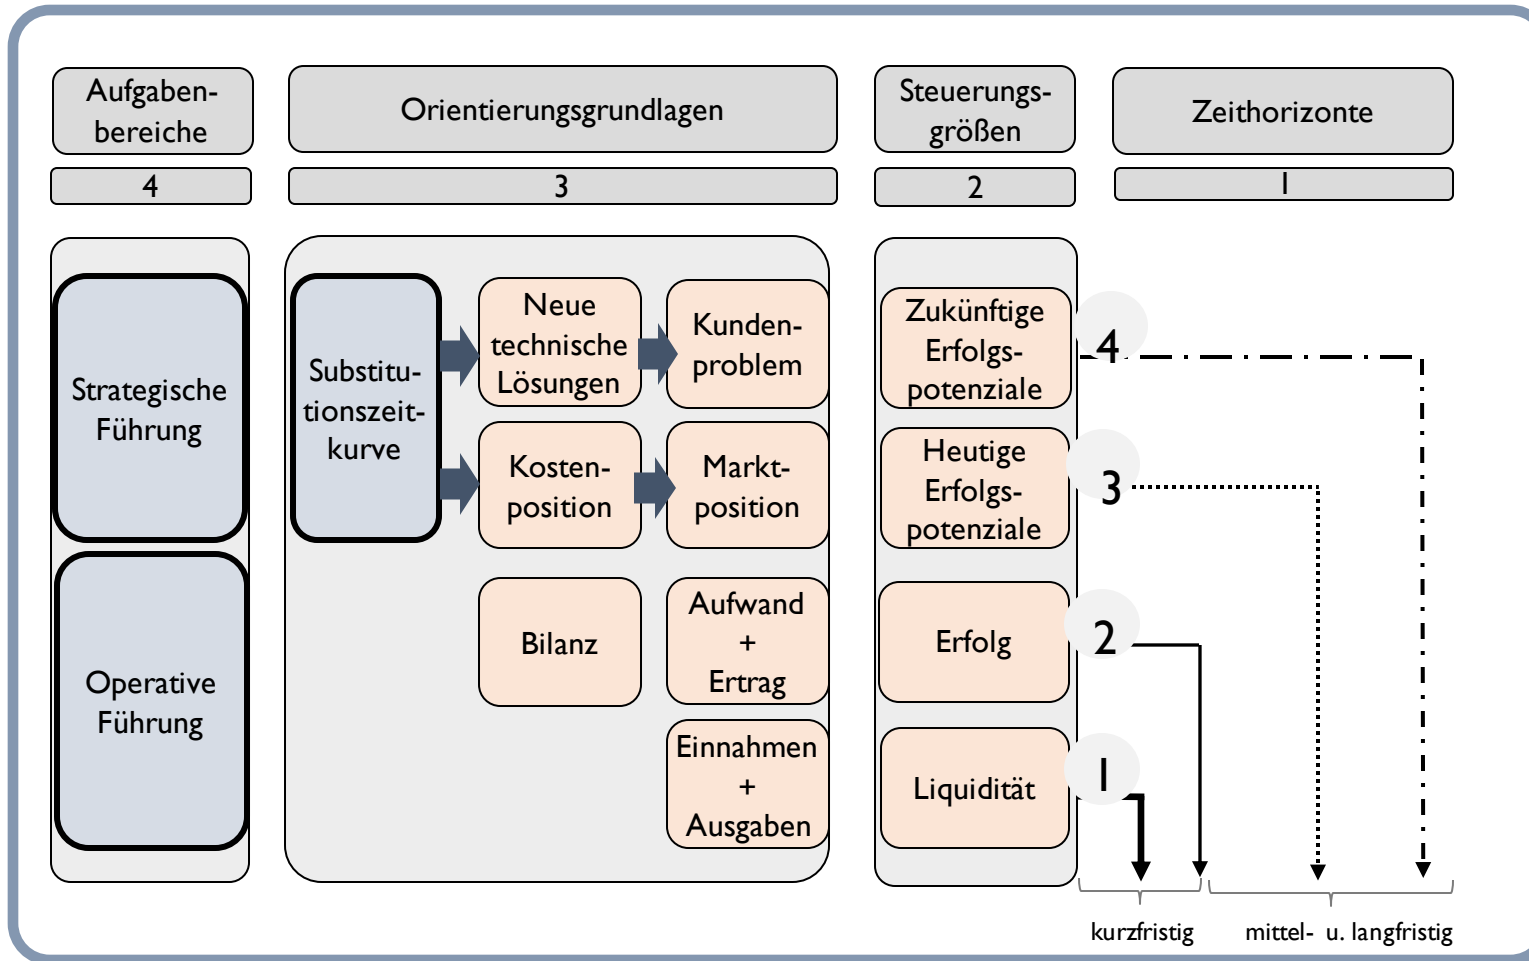 Aufgaben-
bereiche
Orientierungsgrundlagen
Steuerungs-
größen
Zeithorizonte
4
3
2
1
Strategische
Führung
Operative
Führung
Substitu-
tionszeit-
kurve
Neue
technische
Lösungen
Kunden-
problem
Kosten-
position
Markt-
position
Bilanz
Aufwand
+
Ertrag
Einnahmen
+
Ausgaben
Zukünftige
Erfolgs-
potenziale
4
Heutige
Erfolgs-
potenziale
3
Erfolg
2
Liquidität
1
kurzfristig
mittel- u. langfristig